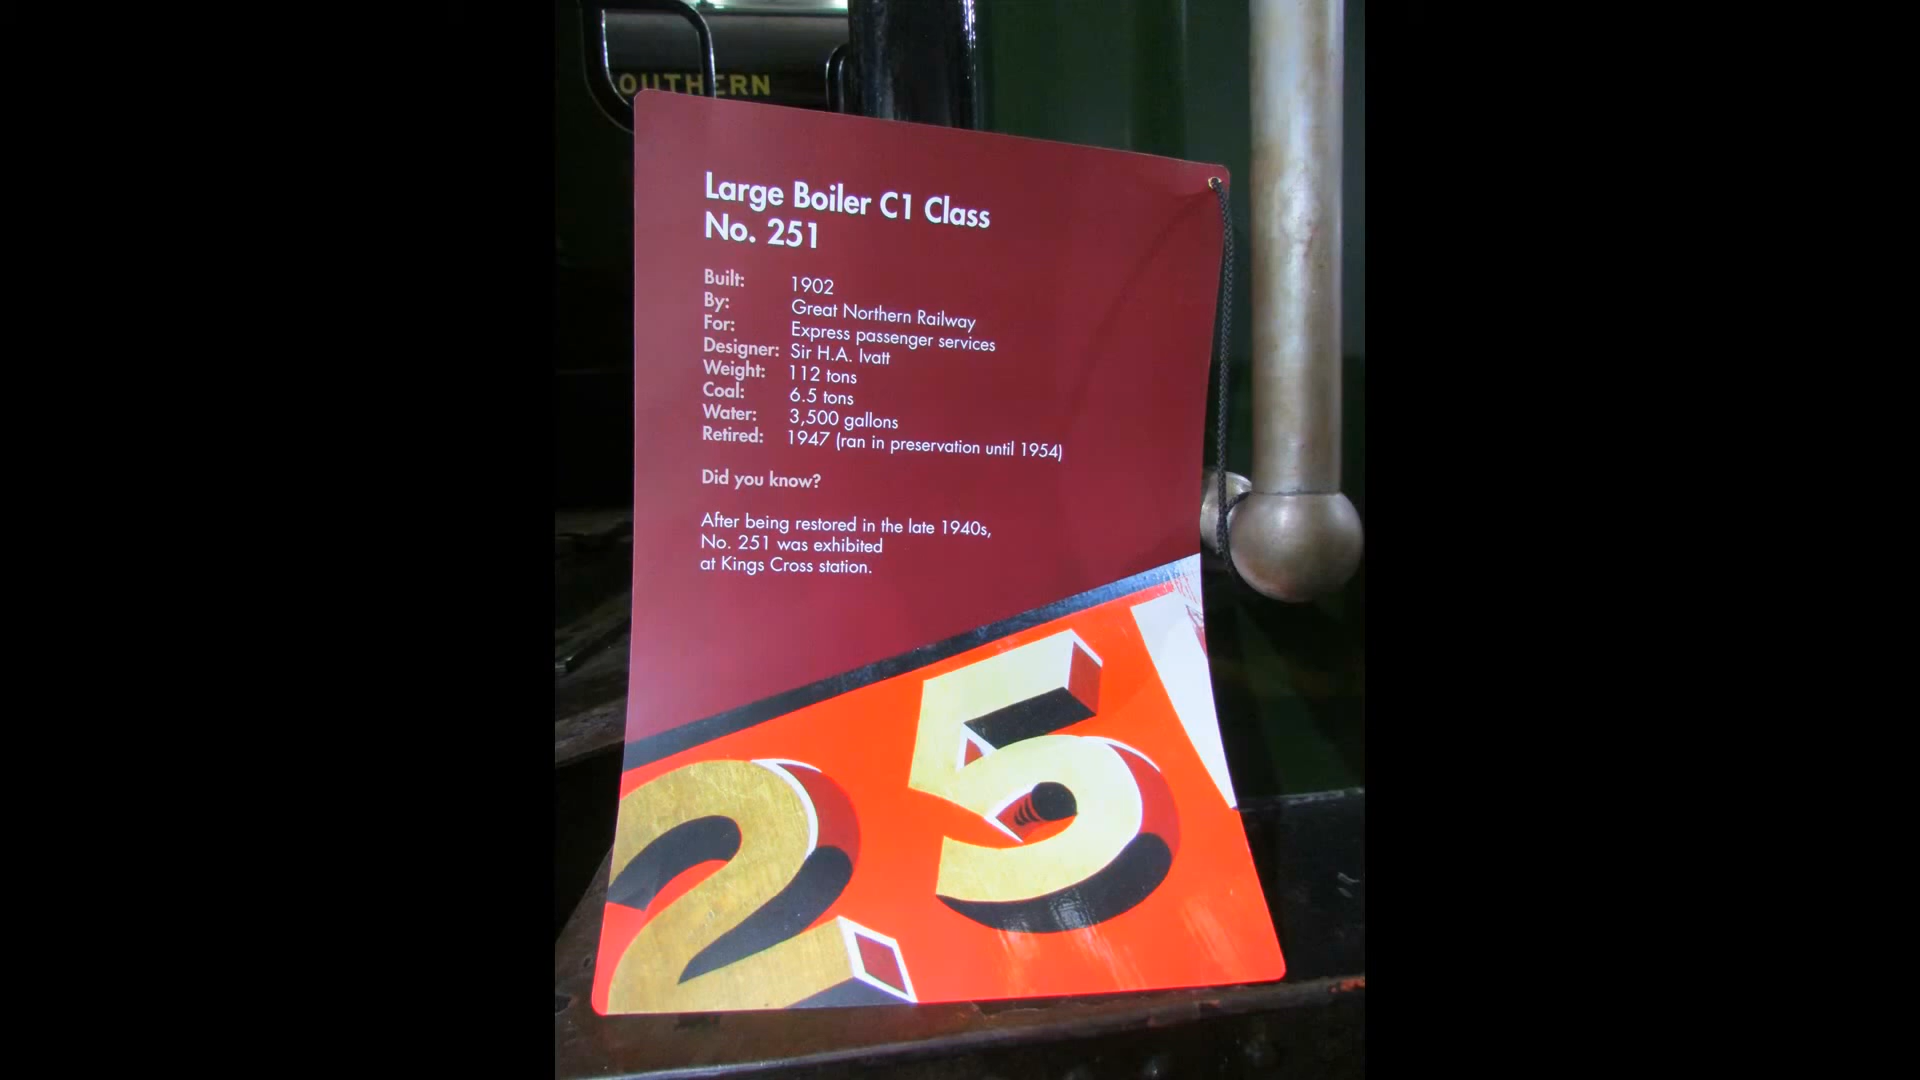 OUTHERN
Large Boiler C1 Class
No. 251
Built: 1902
By: Great Northern Railway
For: Express passenger services
Designer: Sir H.A. Ivatt
Weight: 112 tons
Coal: 6.5 tons
Water: 3,500 gallons
Retired: 1947 (ran in preservation until 1954)
Did you know?
After being restored in the late 1940s,
No. 251 was exhibited
at Kings Cross station.
25